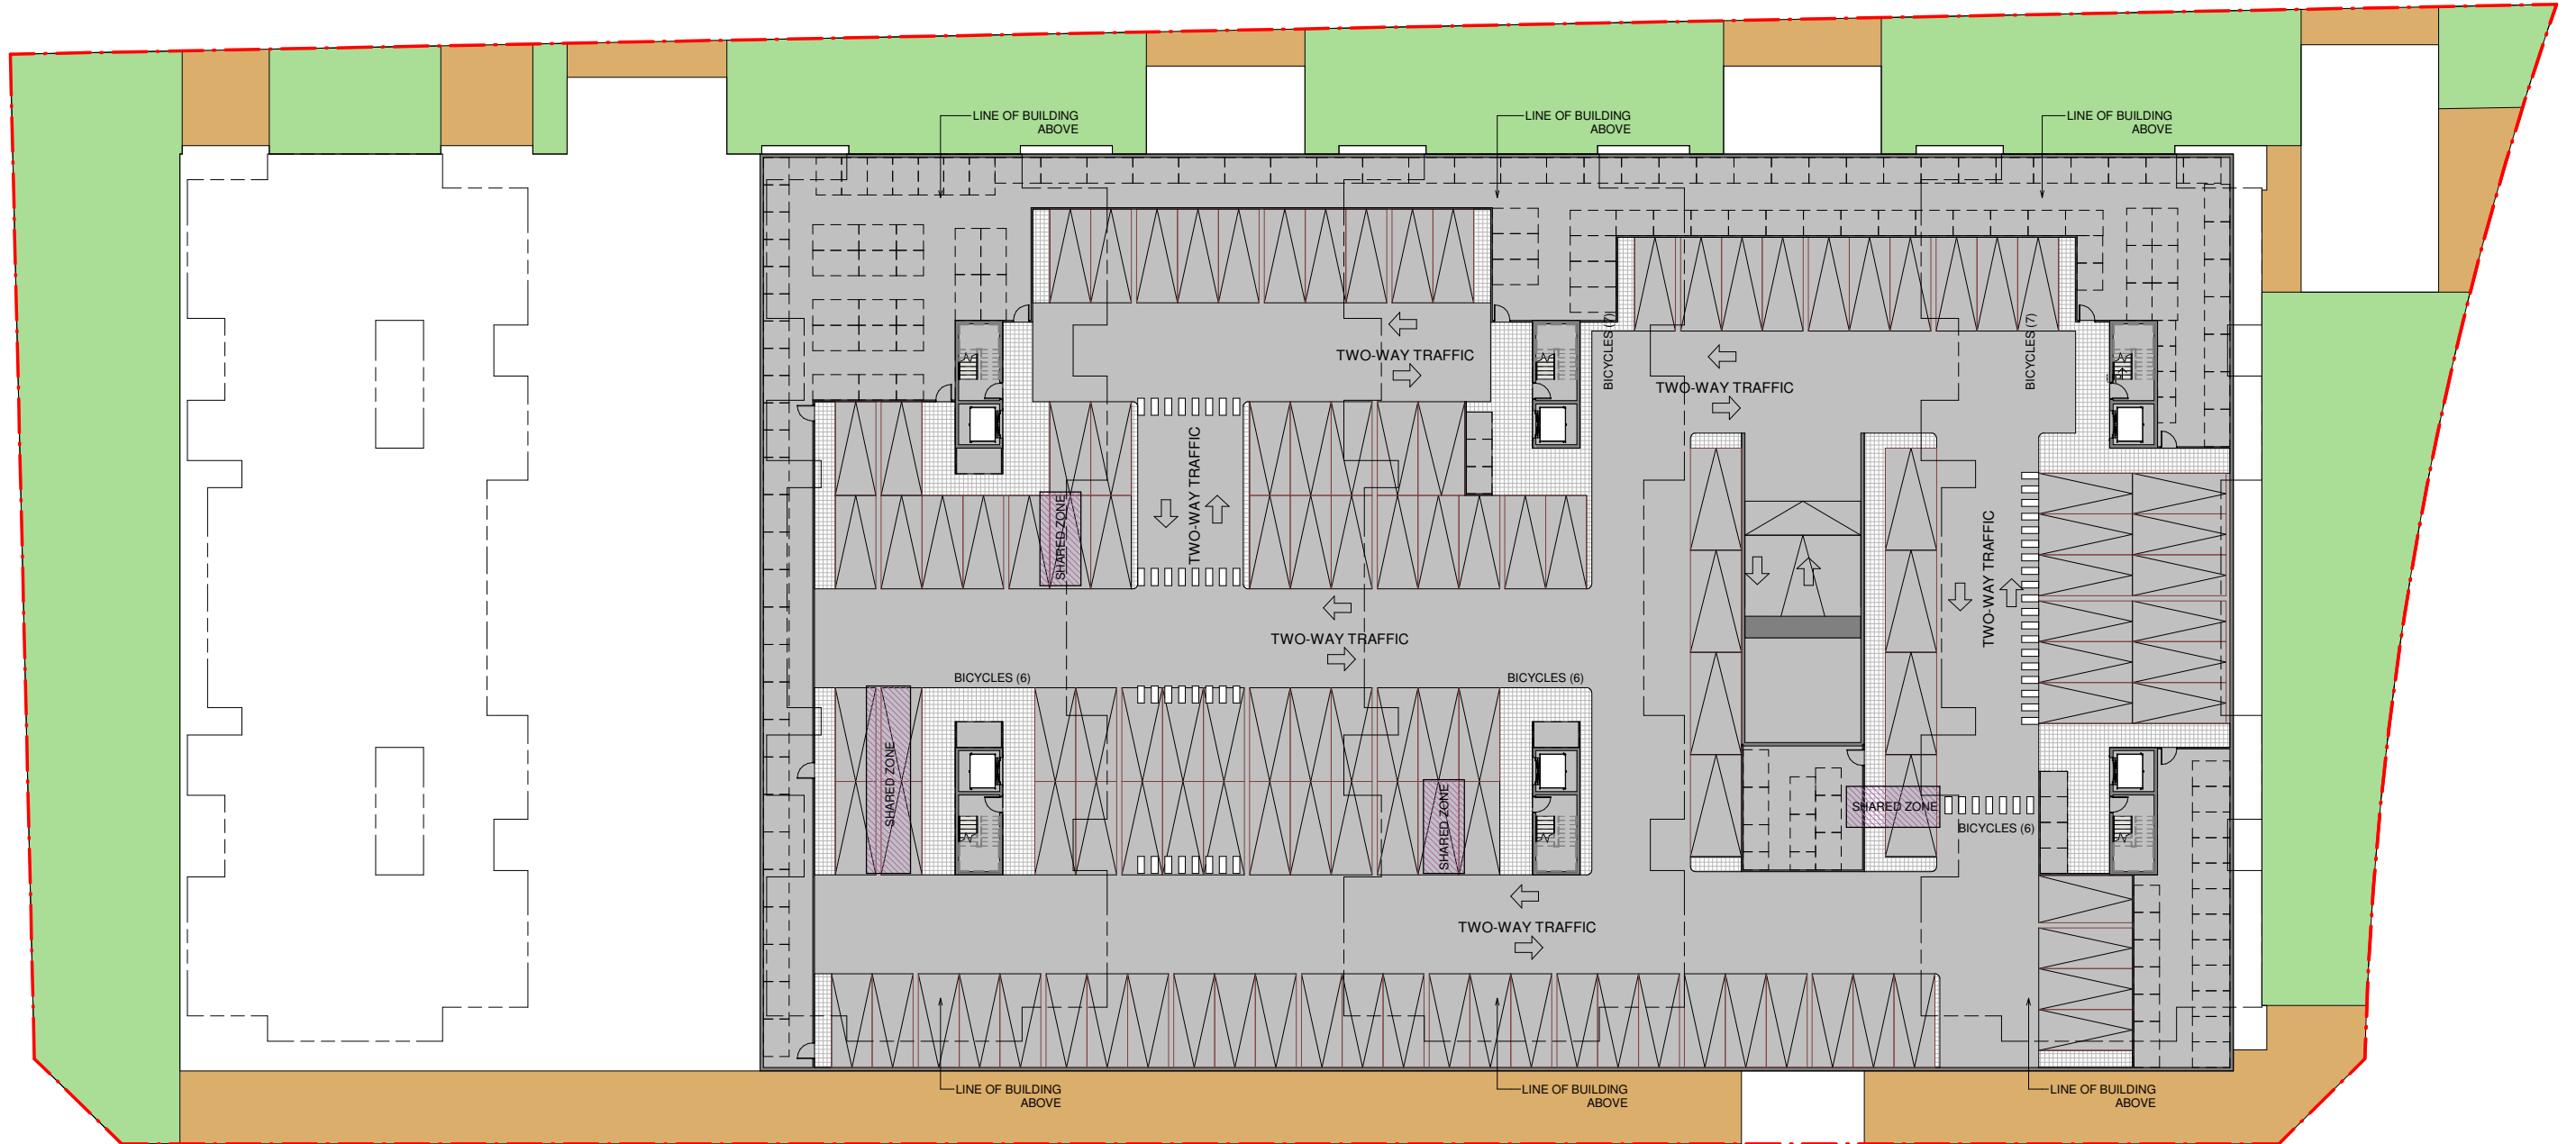 LINE OF BUILDING
ABOVE
LINE OF BUILDING
ABOVE
LINE OF BUILDING
ABOVE
TWO-WAY TRAFFIC
BICYCLES (7)
TWO-WAY TRAFFIC
BICYCLES (7)
TWO-WAY TRAFFIC
SHARED ZONE
TWO-WAY TRAFFIC
TWO-WAY TRAFFIC
BICYCLES (6)
BICYCLES (6)
SHARED ZONE
SHARED ZONE
SHARED ZONE
BICYCLES (6)
TWO-WAY TRAFFIC
LINE OF BUILDING
ABOVE
LINE OF BUILDING
ABOVE
LINE OF BUILDING
ABOVE